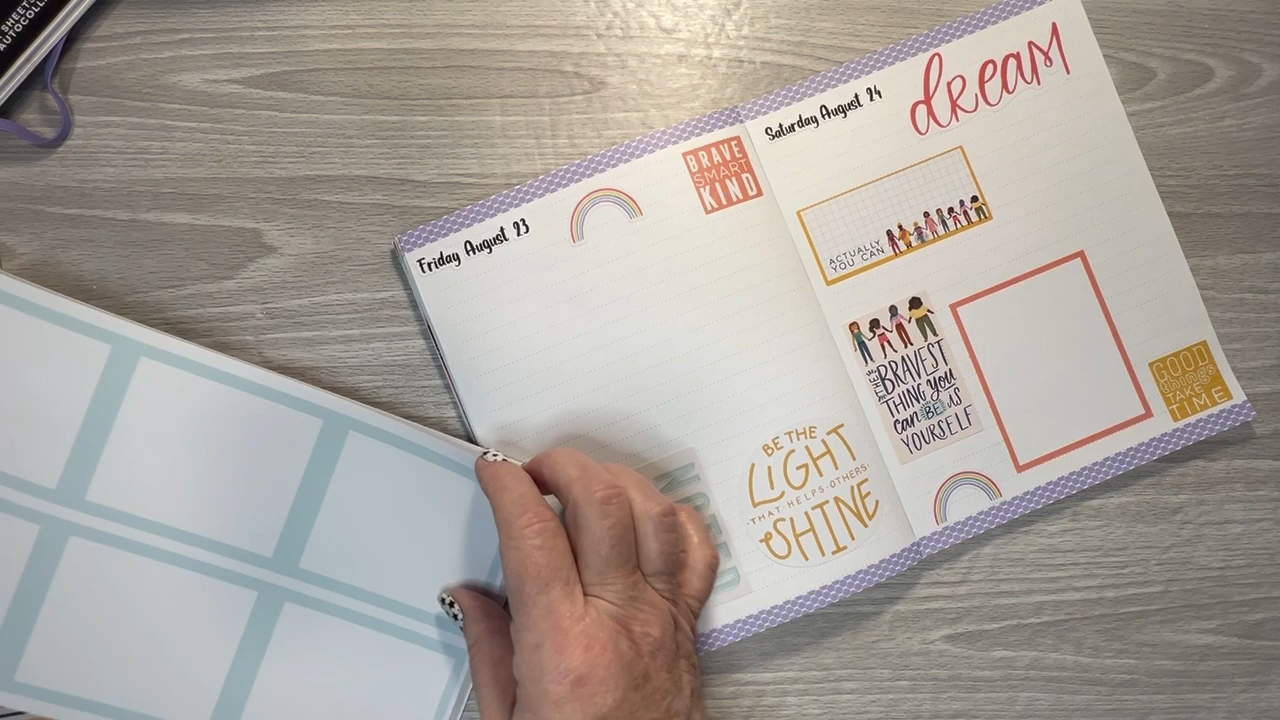 SHEETS
Friday August 23
BRAVE
SMART
KIND
BE THE
LIGHT
THAT HELPS OTHERS
SHINE
Saturday August 24
dream
ACTUALLY
YOU CAN
THE
BRAVEST
THING you
can BE is
YOURSELF
GOOD
things
TAKE
TIME